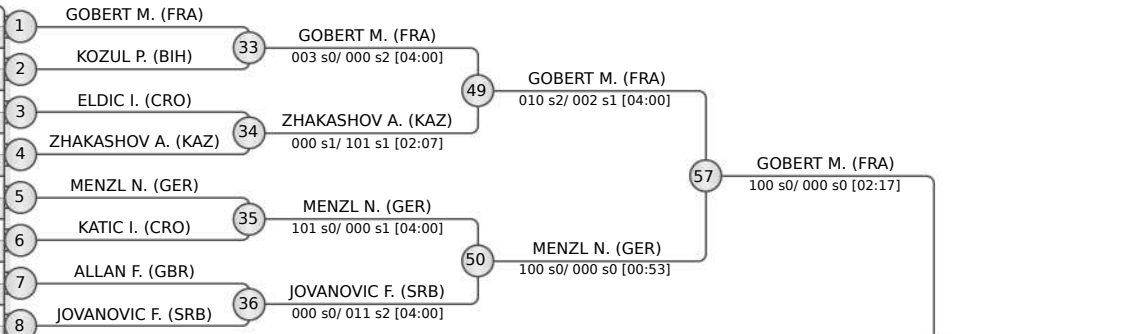 GOBERT M. (FRA)
1
33
GOBERT M. (FRA)
KOZUL P. (BIH)
003 s0/ 000 s2 [04:00]
2
49
GOBERT M. (FRA)
ELDIC I. (CRO)
010 s2/ 002 s1 [04:00]
3
34
ZHAKASHOV A. (KAZ)
ZHAKASHOV A. (KAZ)
000 s1/ 101 s1 [02:07]
4
57
GOBERT M. (FRA)
MENZL N. (GER)
100 s0/ 000 s0 [02:17]
5
35
MENZL N. (GER)
KATIC I. (CRO)
101 s0/ 000 s1 [04:00]
6
50
MENZL N. (GER)
ALLAN F. (GBR)
100 s0/ 000 s0 [00:53]
7
36
JOVANOVIC F. (SRB)
JOVANOVIC F. (SRB)
000 s0/ 011 s2 [04:00]
8